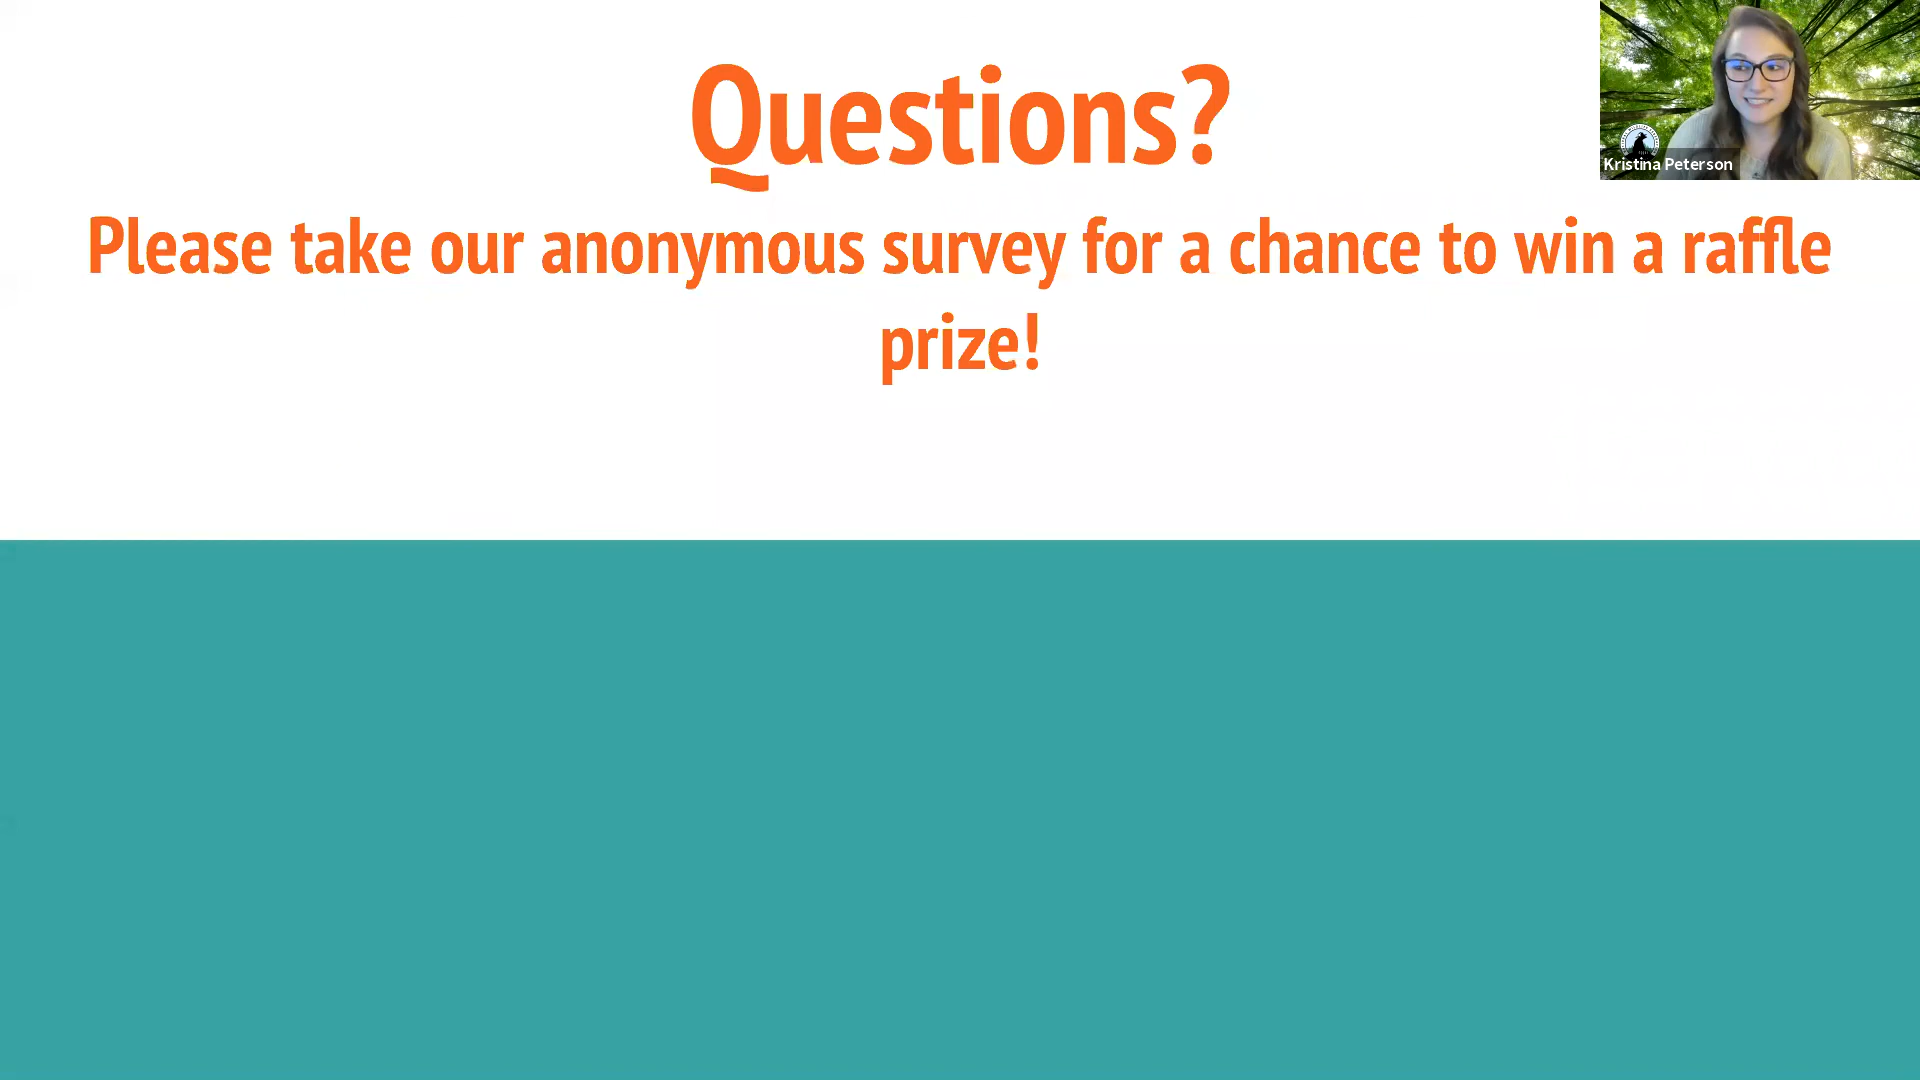 Questions?
Please take our anonymous survey for a chance to win a raffle
prize!
Kristina Peterson